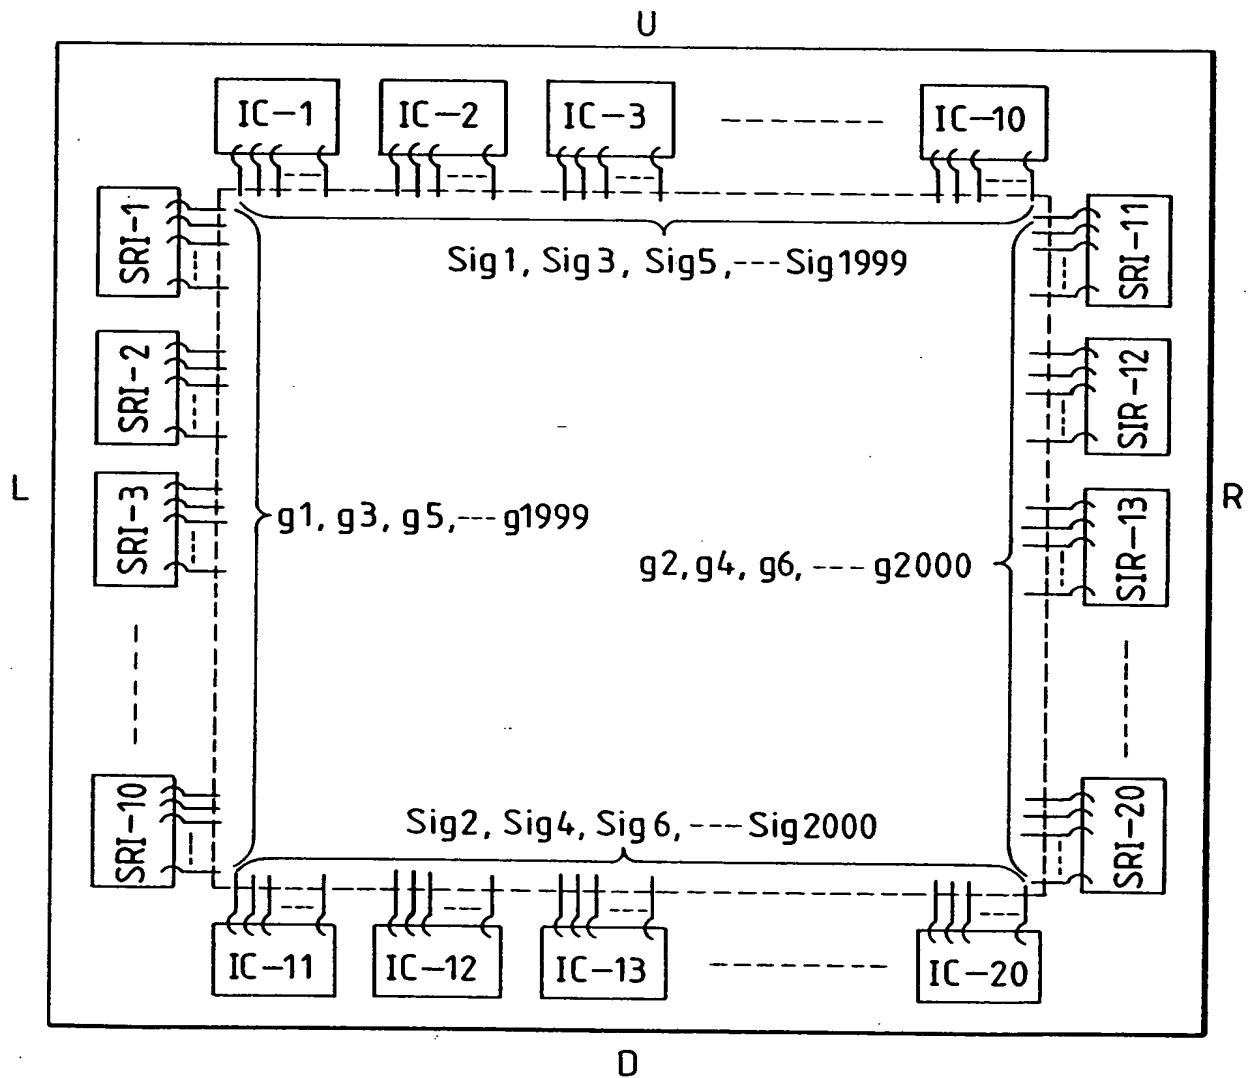 U
IC-1 IC-2 IC-3 IC-10
SRI-1
SRI-11
Sig1, Sig3, Sig5,---Sig1999
SRI-2
SIR-12
L
R
SRI-3
SIR-13
g1, g3, g5,---g1999
g2,g4, g6,---- g2000
SRI-10
SRI-20
Sig2, Sig4, Sig6,---Sig2000
IC-11 IC-12 IC-13 IC-20
D